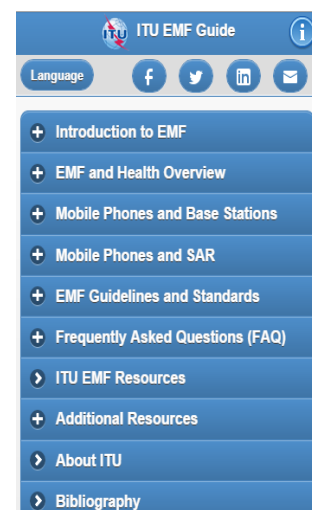 ITU EMF Guide
Language
Introduction to EMF
EMF and Health Overview
Mobile Phones and Base Stations
Mobile Phones and SAR
EMF Guidelines and Standards
Frequently Asked Questions (FAQ)
ITU EMF Resources
Additional Resources
About ITU
Bibliography